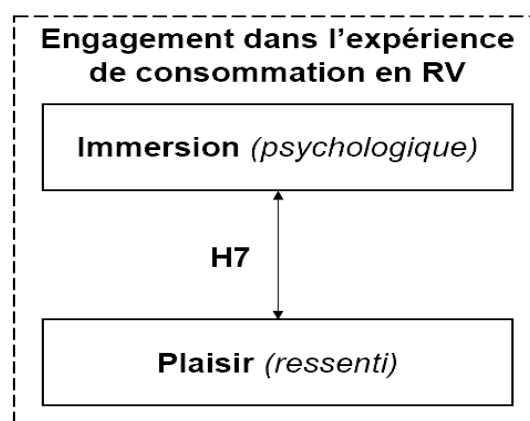 Engagement dans l’expérience
de consommation en RV
Immersion (psychologique)
H7
Plaisir (ressenti)